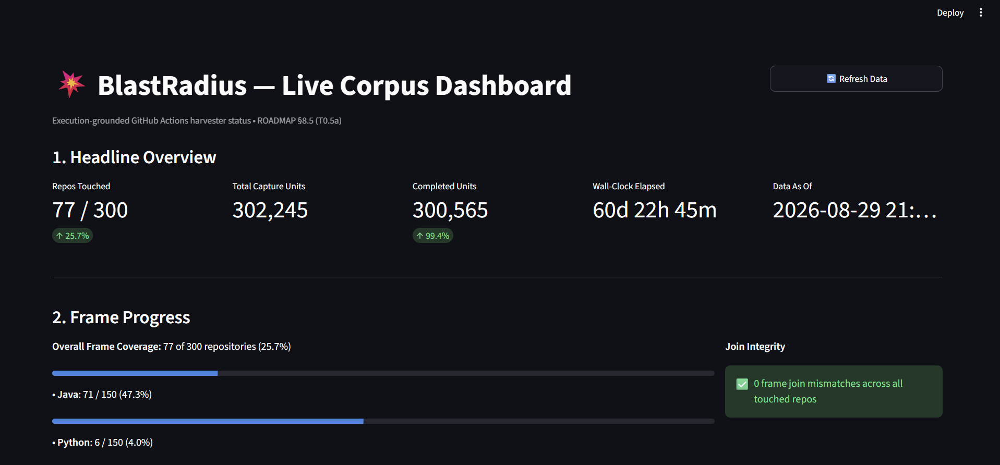 Deploy
BlastRadius — Live Corpus Dashboard
Refresh Data
Execution-grounded GitHub Actions harvester status • ROADMAP §8.5 (T0.5a)
1. Headline Overview
Repos Touched
77 / 300
↑ 25.7%
Total Capture Units
302,245
Completed Units
300,565
↑ 99.4%
Wall-Clock Elapsed
60d 22h 45m
Data As Of
2026-08-29 21:…
2. Frame Progress
Overall Frame Coverage: 77 of 300 repositories (25.7%)
• Java: 71 / 150 (47.3%)
• Python: 6 / 150 (4.0%)
Join Integrity
0 frame join mismatches across all
touched repos